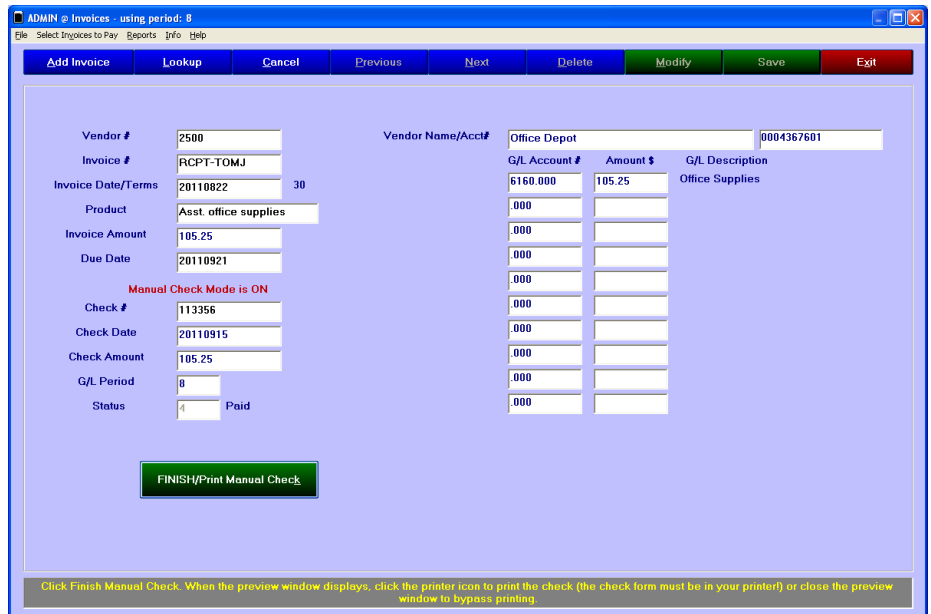 ADMIN @ Invoices - using period: 8
File Select Invoices to Pay Reports Info Help
Add Invoice Lookup Cancel Previous Next Delete Modify Save Exit
Vendor # 2500 Vendor Name/Acct# Office Depot 0004367601
Invoice # RCPT-TOMJ G/L Account # Amount $ G/L Description
Invoice Date/Terms 20110822 30 6160.000 105.25 Office Supplies
Product Asst. office supplies .000
Invoice Amount 105.25 .000
Due Date 20110921 .000
.000
Manual Check Mode is ON
Check # 113356 .000
Check Date 20110915 .000
Check Amount 105.25 .000
G/L Period 8 .000
Status 4 Paid .000
FINISH/Print Manual Check
Click Finish Manual Check. When the preview window displays, click the printer icon to print the check (the check form must be in your printer!) or close the preview
window to bypass printing.